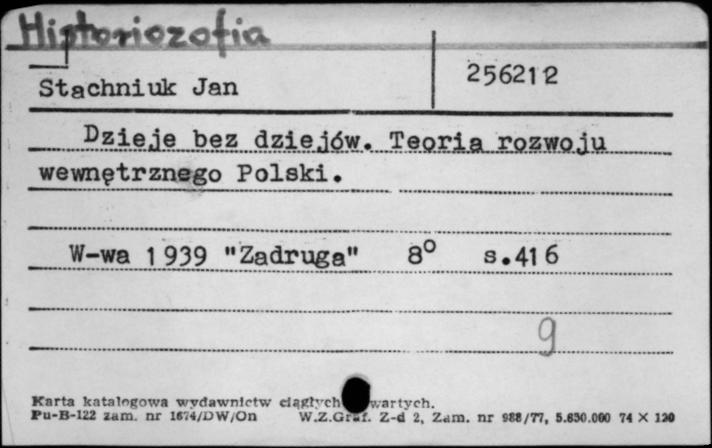 Historiozofia
Stachniuk Jan 256212
Dzieje bez dziejów. Teoria rozwoju
wewnętrznego Polski.
W-wa 1939 "Zadruga" 8° s.416
9
Karta katalogowa wydawnictw ciągłych wartych.
Pu-B-122 zam. nr 1674/DW/On W.Z.Graf. Z-d 2, Zam. nr 988/77, 5.630.000 74 X 120